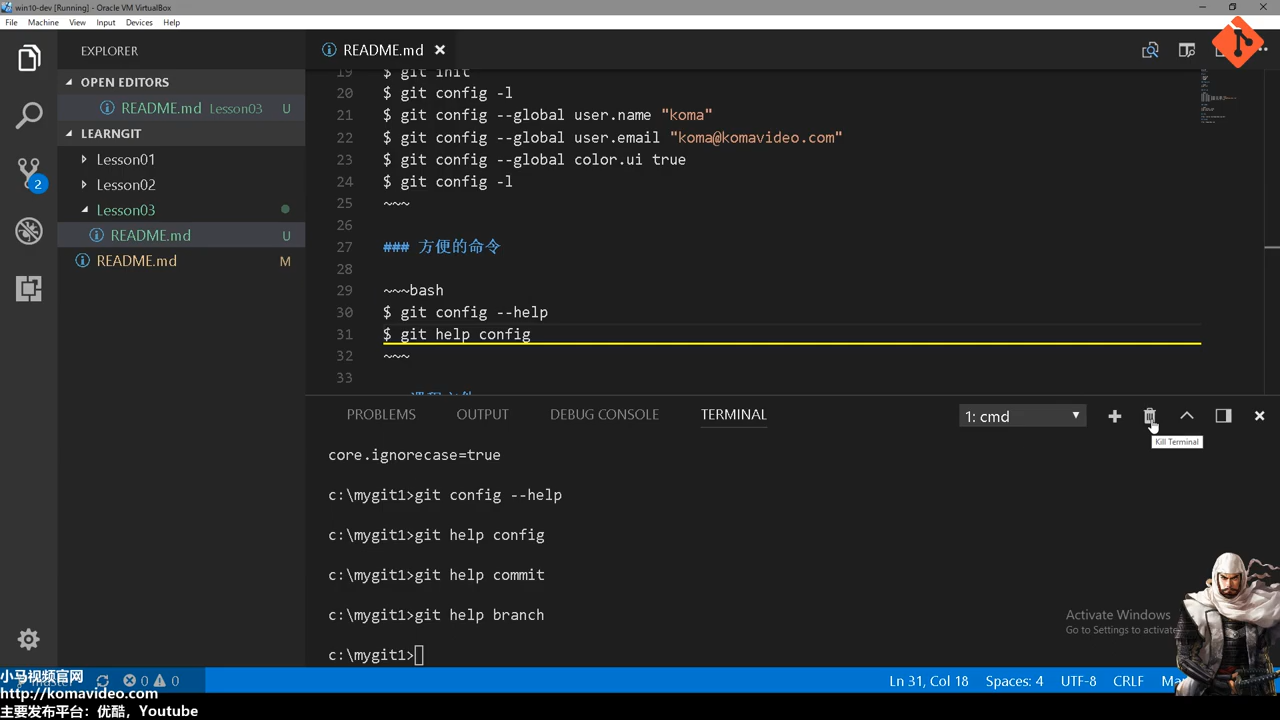 win10-dev [Running] - Oracle VM VirtualBox
File Machine View Input Devices Help
EXPLORER
OPEN EDITORS
README.md Lesson03 U
LEARNGIT
Lesson01
Lesson02
Lesson03
README.md U
README.md M
2
README.md
19 $ git init
20 $ git config -l
21 $ git config --global user.name "koma"
22 $ git config --global user.email "koma@komavideo.com"
23 $ git config --global color.ui true
24 $ git config -l
25 ~~~
26
27 ### 方便的命令
28
29 ~~~bash
30 $ git config --help
31 $ git help config
32 ~~~
33
PROBLEMS OUTPUT DEBUG CONSOLE TERMINAL 1: cmd
Kill Terminal
core.ignorecase=true
c:\mygit1>git config --help
c:\mygit1>git help config
c:\mygit1>git help commit
c:\mygit1>git help branch
c:\mygit1>
Activate Windows
Go to Settings to activate
0 0 Ln 31, Col 18 Spaces: 4 UTF-8 CRLF
小马视频官网
http://komavideo.com
主要发布平台：优酷，Youtube